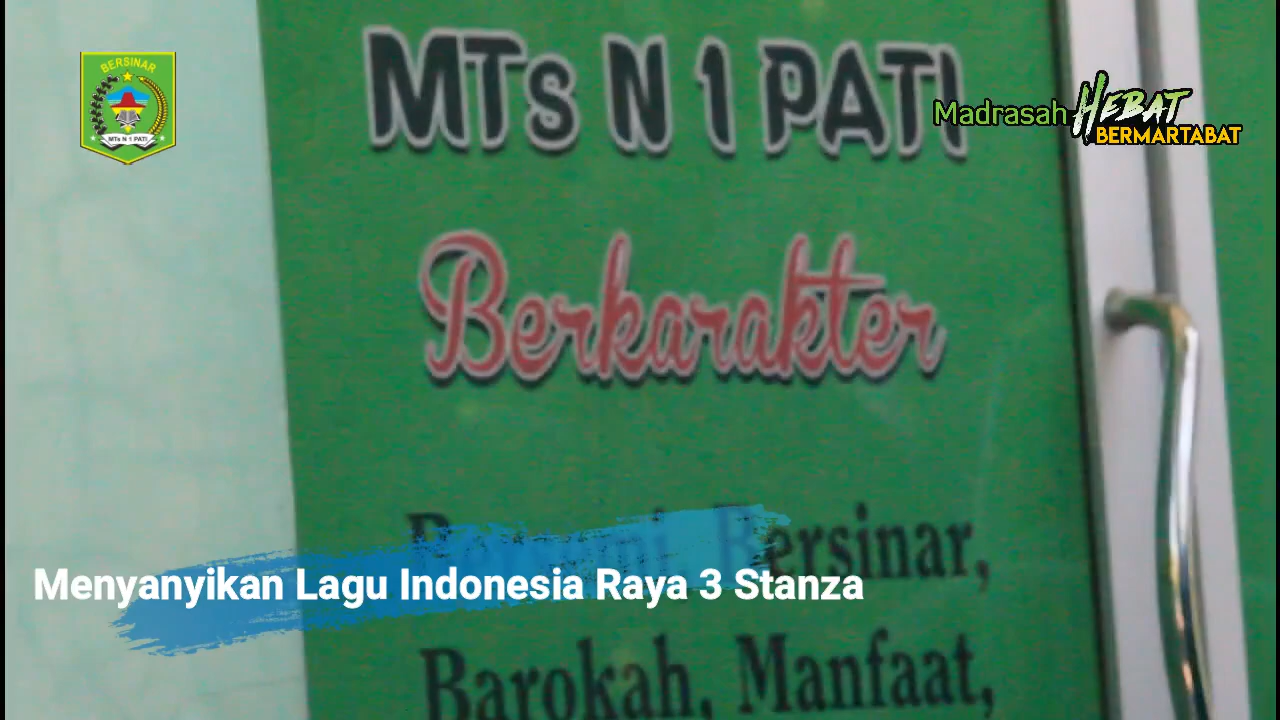 BERSINAR
MTs N 1 PATI
MTs N 1 PATI
Madrasah HEBAT
BERMARTABAT
Berkarakter
Bersinar,
Menyanyikan Lagu Indonesia Raya 3 Stanza
Barokah, Manfaat,